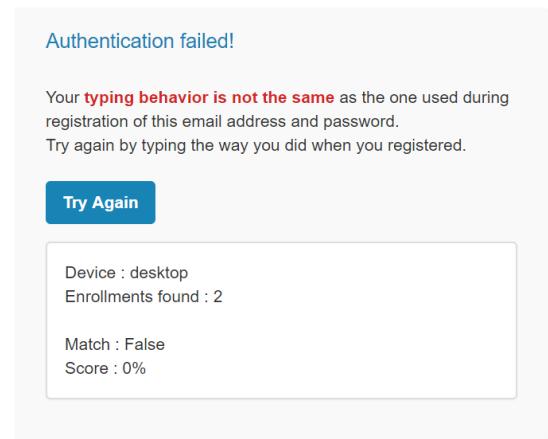 Authentication failed!
Your typing behavior is not the same as the one used during
registration of this email address and password.
Try again by typing the way you did when you registered.
Try Again
Device : desktop
Enrollments found : 2
Match : False
Score : 0%